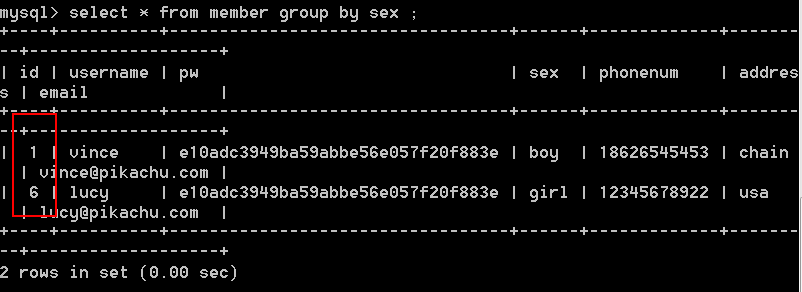 mysql> select * from member group by sex ;
+----+----------+----------------------------------+------+-------------+-------
--+-------------------+
| id | username | pw                               | sex  | phonenum    | addres
s | email             |
+----+----------+----------------------------------+------+-------------+-------
--+-------------------+
|  1 | vince    | e10adc3949ba59abbe56e057f20f883e | boy  | 18626545453 | chain
  | vince@pikachu.com |
|  6 | lucy     | e10adc3949ba59abbe56e057f20f883e | girl | 12345678922 | usa
  | lucy@pikachu.com  |
+----+----------+----------------------------------+------+-------------+-------
--+-------------------+
2 rows in set (0.00 sec)